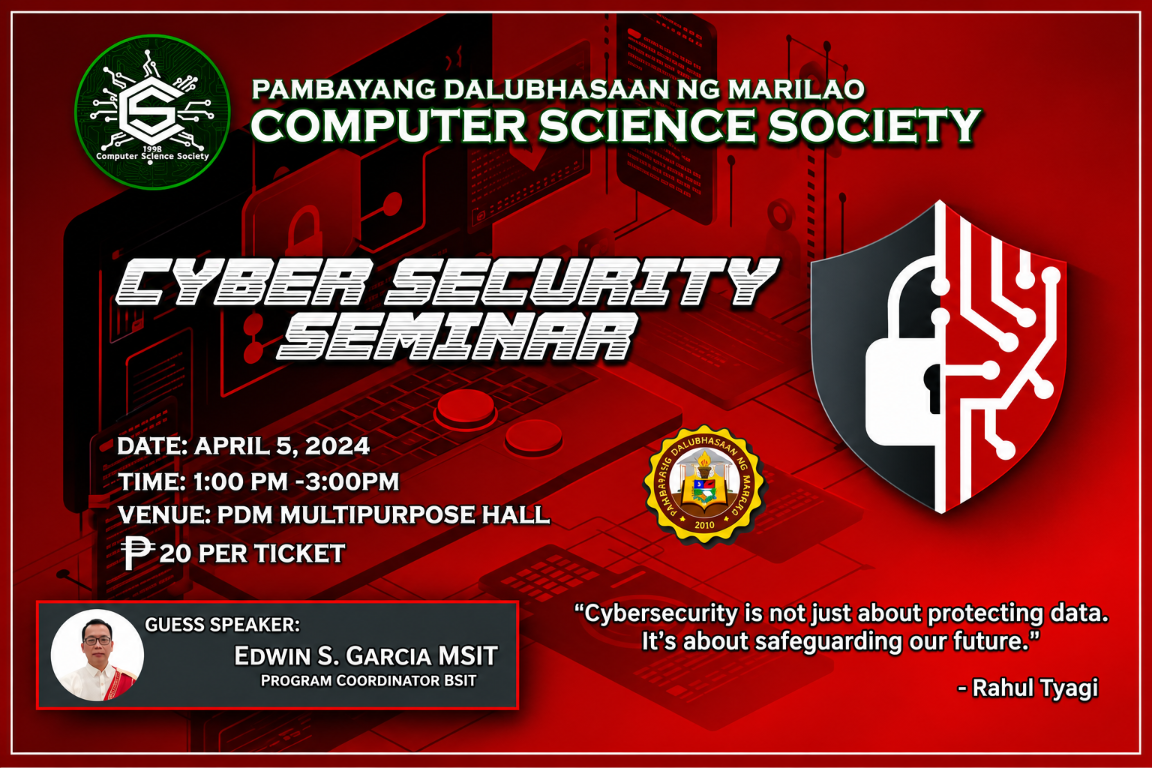 1998
Computer Science Society
PAMBAYANG DALUBHASAAN NG MARILAO
COMPUTER SCIENCE SOCIETY
CYBER SECURITY
SEMINAR
DATE: APRIL 5, 2024
TIME: 1:00 PM -3:00PM
VENUE: PDM MULTIPURPOSE HALL
₱ 20 PER TICKET
PAMBAYANG DALUBHASAAN NG
2010
GUESS SPEAKER:
EDWIN S. GARCIA MSIT
PROGRAM COORDINATOR BSIT
“Cybersecurity is not just about protecting data.
It’s about safeguarding our future.”
- Rahul Tyagi